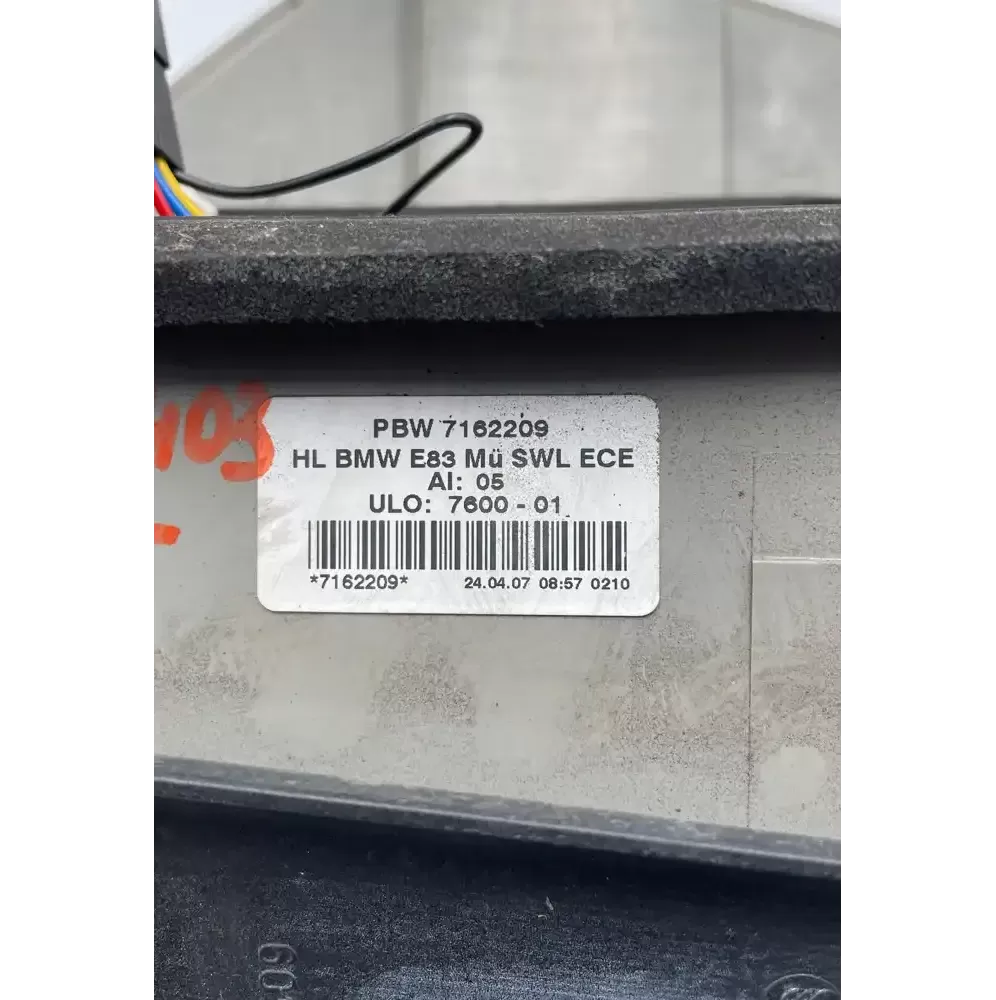 103
PBW 7162209
HL BMW E83 Mü SWL ECE
AI: 05
ULO: 7600 - 01
*7162209* 24.04.07 08:57 0210